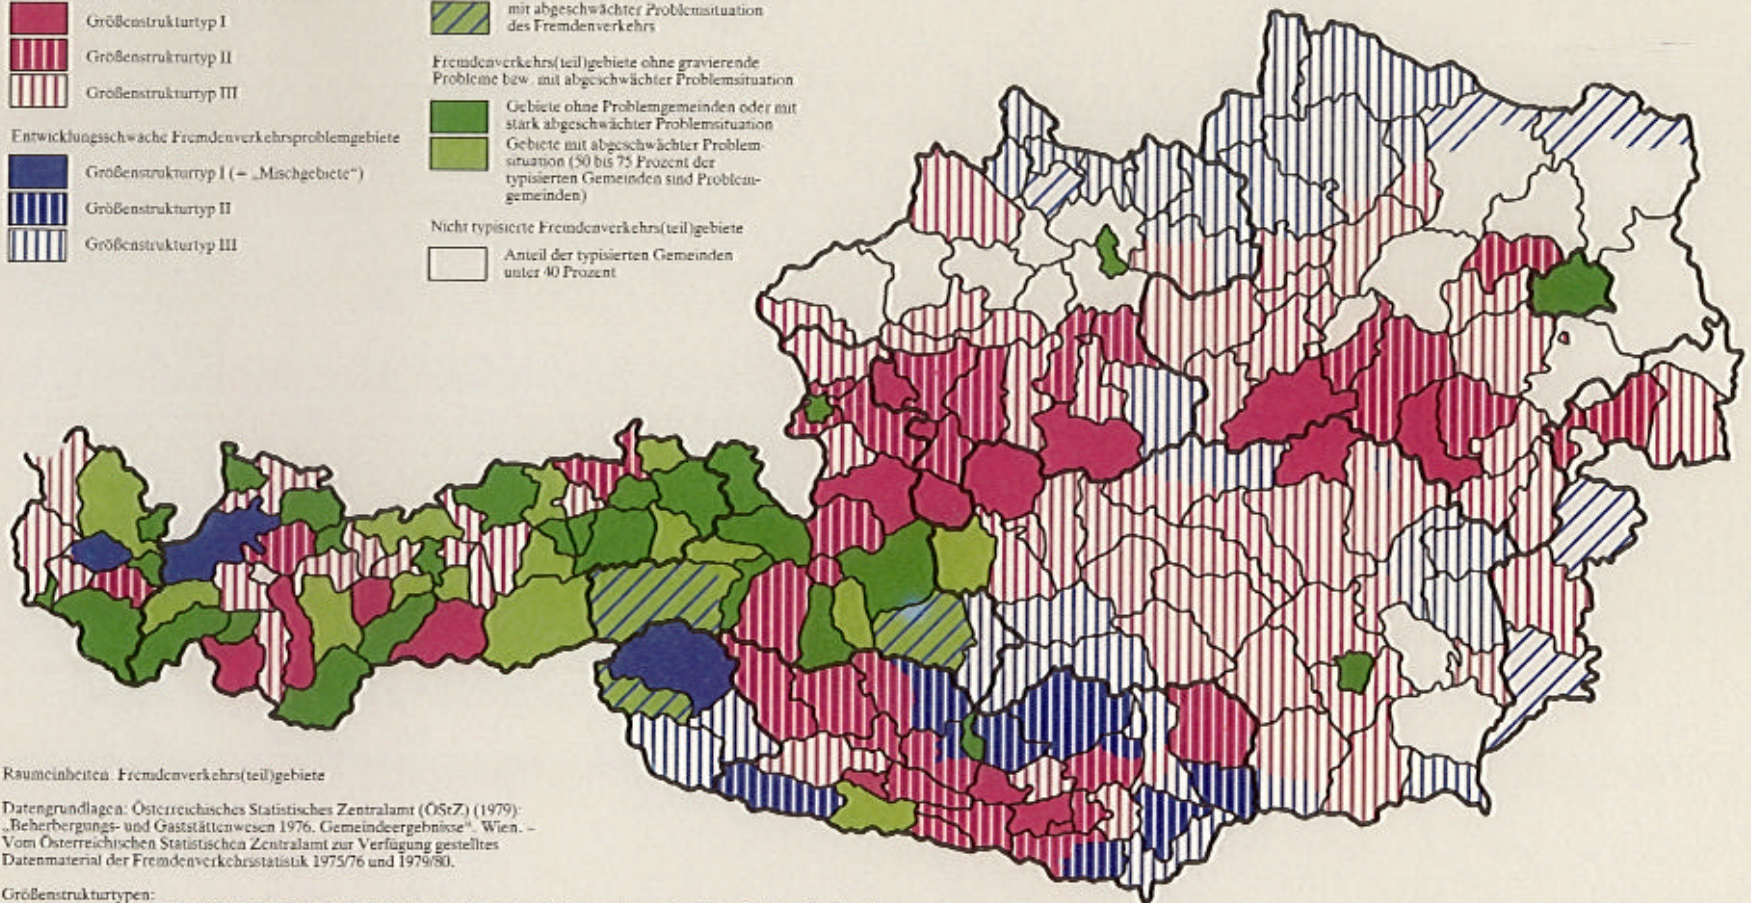 Größenstrukturtyp I
Größenstrukturtyp II
Größenstrukturtyp III
Entwicklungsschwache Fremdenverkehrsproblemgebiete
Größenstrukturtyp I (= „Mischgebiete“)
Größenstrukturtyp II
Größenstrukturtyp III
mit abgeschwächter Problemsituation
des Fremdenverkehrs
Fremdenverkehrs(teil)gebiete ohne gravierende
Probleme bzw. mit abgeschwächter Problemsituation
Gebiete ohne Problemgemeinden oder mit
stark abgeschwächter Problemsituation
Gebiete mit abgeschwächter Problem-
situation (50 bis 75 Prozent der
typisierten Gemeinden sind Problem-
gemeinden)
Nicht typisierte Fremdenverkehrs(teil)gebiete
Anteil der typisierten Gemeinden
unter 40 Prozent
Raumeinheiten: Fremdenverkehrs(teil)gebiete
Datengrundlagen: Österreichisches Statistisches Zentralamt (ÖStZ) (1979):
„Beherbergungs- und Gaststättenwesen 1976. Gemeindeergebnisse“. Wien. –
Vom Österreichischen Statistischen Zentralamt zur Verfügung gestelltes
Datenmaterial der Fremdenverkehrsstatistik 1975/76 und 1979/80.
Größenstrukturtypen: